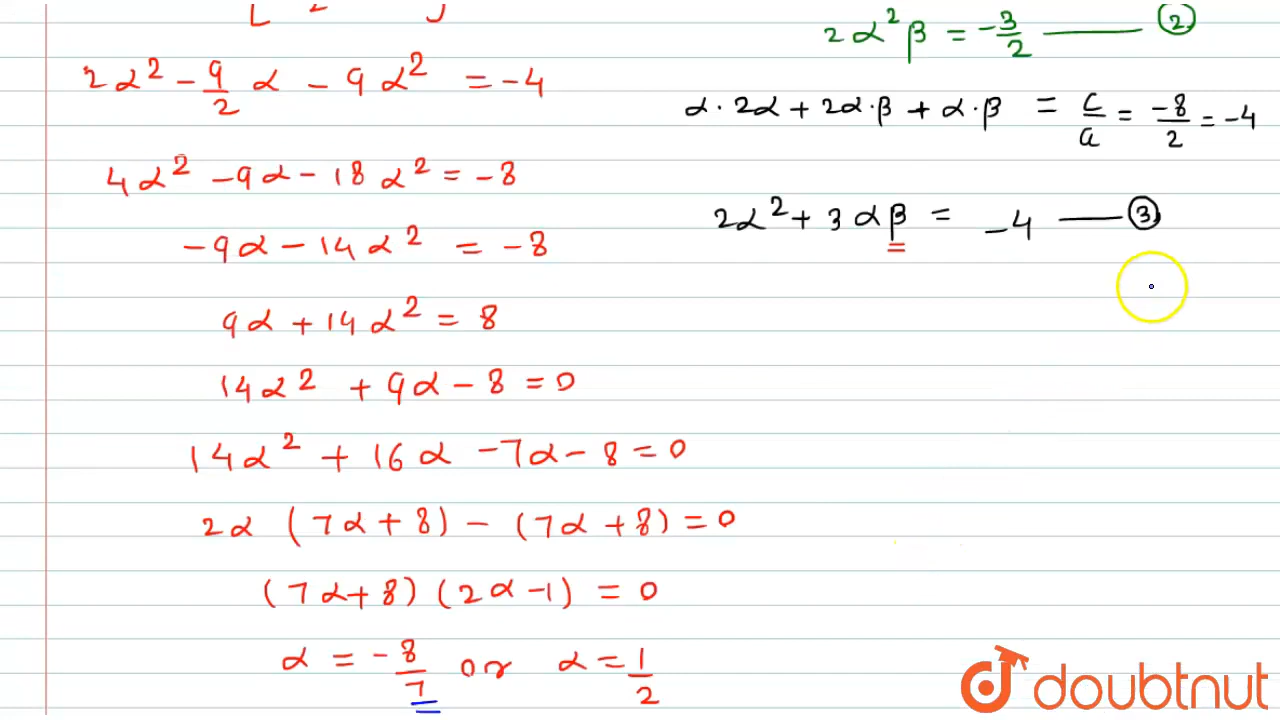 2α² - 9/2 α - 9α² = -4
4α² - 9α - 18α² = -8
-9α - 14α² = -8
9α + 14α² = 8
14α² + 9α - 8 = 0
14α² + 16α - 7α - 8 = 0
2α (7α + 8) - (7α + 8) = 0
(7α + 8) (2α - 1) = 0
α = -8/7 or α = 1/2
2α²β = -3/2 —— ②
α · 2α + 2α · β + α · β = c/a = -8/2 = -4
2α² + 3αβ = -4 —— ③
doubtnut